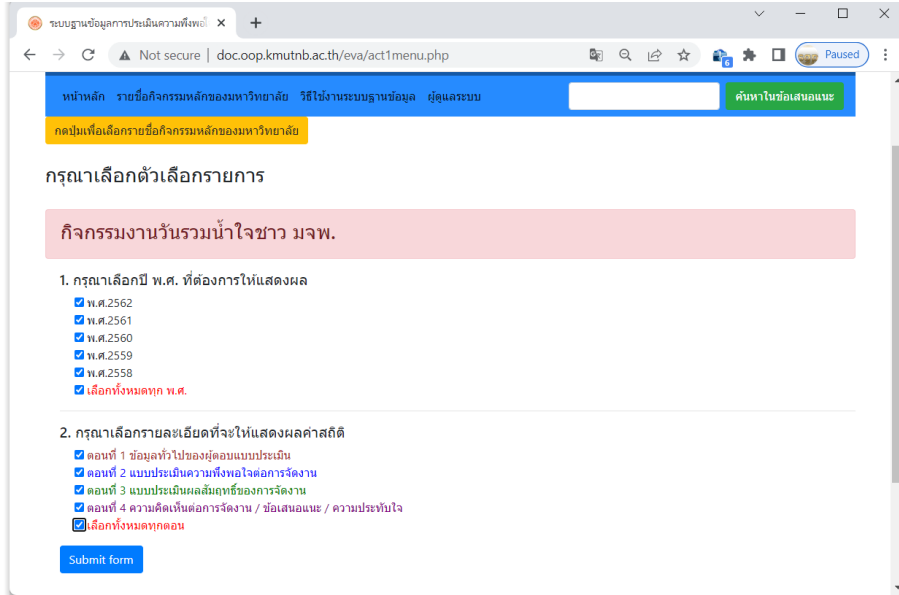 ระบบฐานข้อมูลการประเมินความพึงพอใ
Not secure | doc.oop.kmutnb.ac.th/eva/act1menu.php
6
Paused
หน้าหลัก รายชื่อกิจกรรมหลักของมหาวิทยาลัย วิธีใช้งานระบบฐานข้อมูล ผู้ดูแลระบบ
ค้นหาในข้อเสนอแนะ
กดปุ่มเพื่อเลือกรายชื่อกิจกรรมหลักของมหาวิทยาลัย
กรุณาเลือกตัวเลือกรายการ
กิจกรรมงานวันรวมน้ำใจชาว มจพ.
1. กรุณาเลือกปี พ.ศ. ที่ต้องการให้แสดงผล
พ.ศ.2562
พ.ศ.2561
พ.ศ.2560
พ.ศ.2559
พ.ศ.2558
เลือกทั้งหมดทุก พ.ศ.
2. กรุณาเลือกรายละเอียดที่จะให้แสดงผลค่าสถิติ
ตอนที่ 1 ข้อมูลทั่วไปของผู้ตอบแบบประเมิน
ตอนที่ 2 แบบประเมินความพึงพอใจต่อการจัดงาน
ตอนที่ 3 แบบประเมินผลสัมฤทธิ์ของการจัดงาน
ตอนที่ 4 ความคิดเห็นต่อการจัดงาน / ข้อเสนอแนะ / ความประทับใจ
เลือกทั้งหมดทุกตอน
Submit form